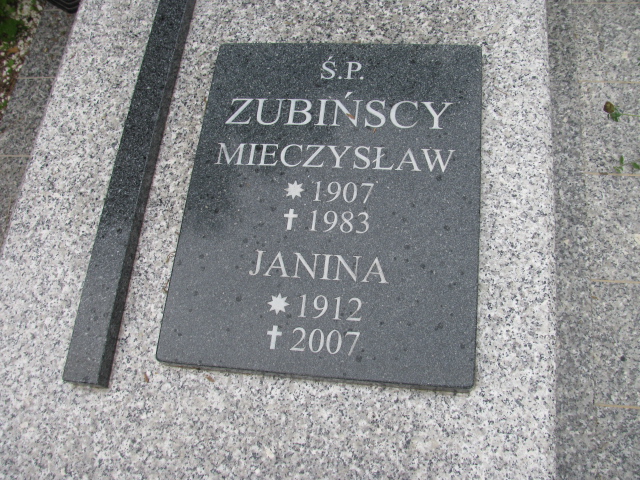 Ś.P.
ZUBIŃSCY
MIECZYSŁAW
✷ 1907
✝ 1983
JANINA
✷ 1912
✝ 2007